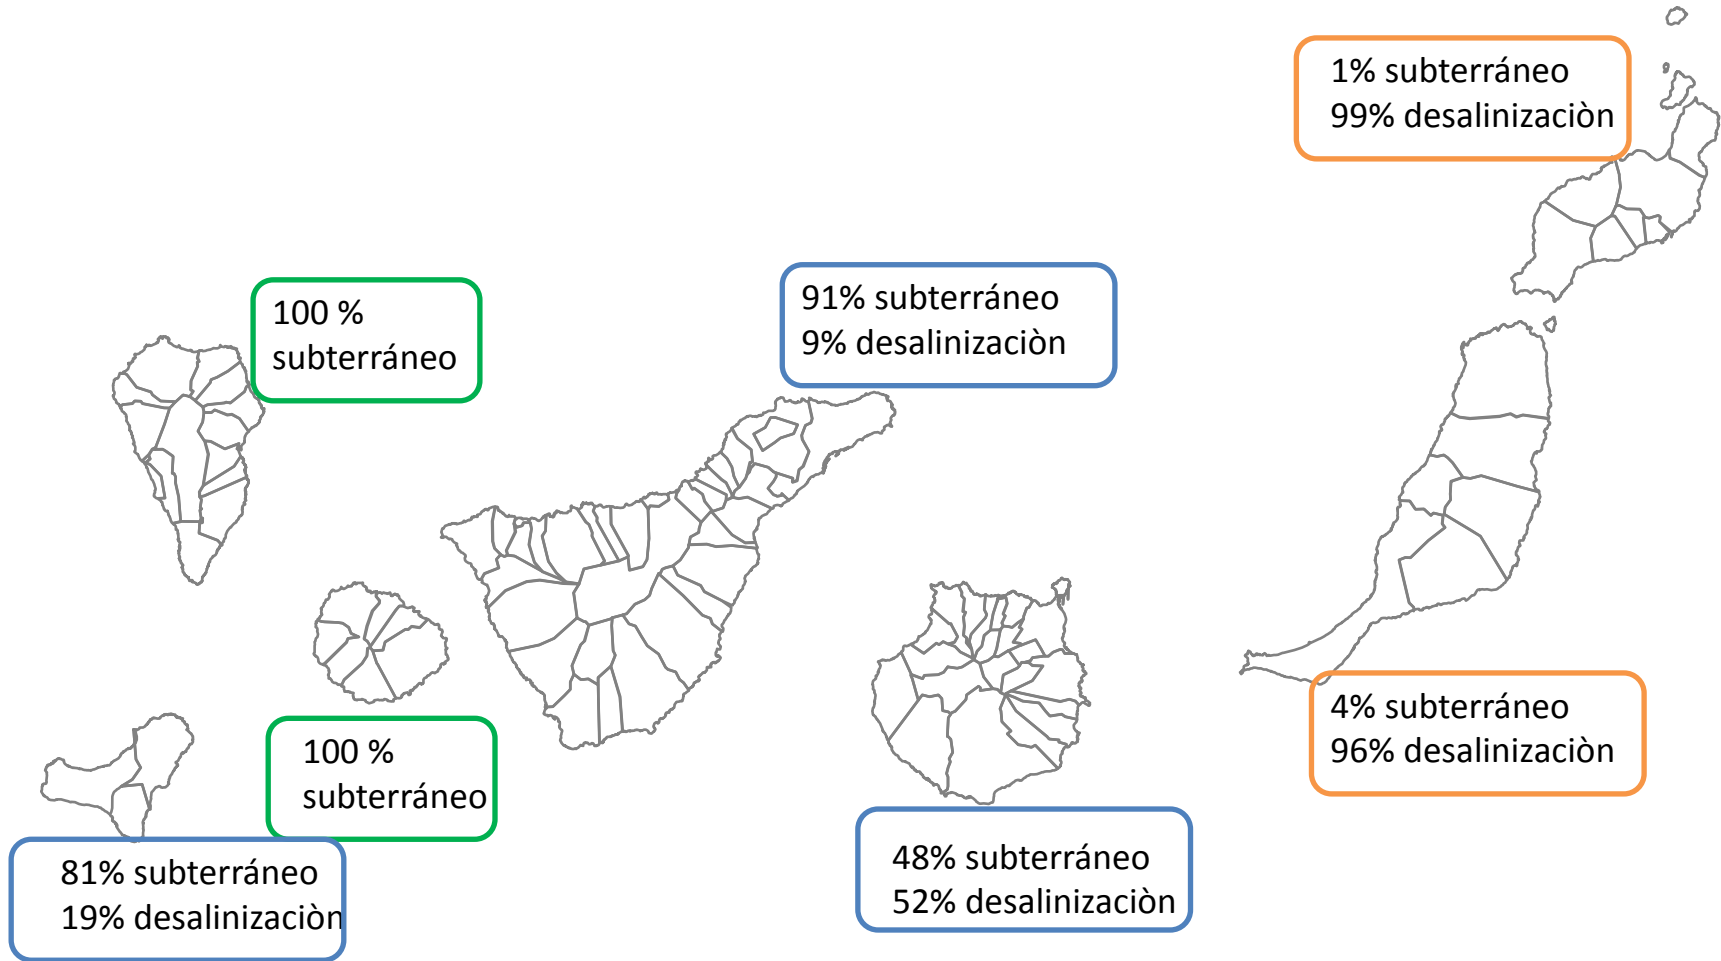 1% subterráneo
99% desalinizaciòn
100 %
subterráneo
91% subterráneo
9% desalinizaciòn
4% subterráneo
96% desalinizaciòn
100 %
subterráneo
81% subterráneo
19% desalinizaciòn
48% subterráneo
52% desalinizaciòn